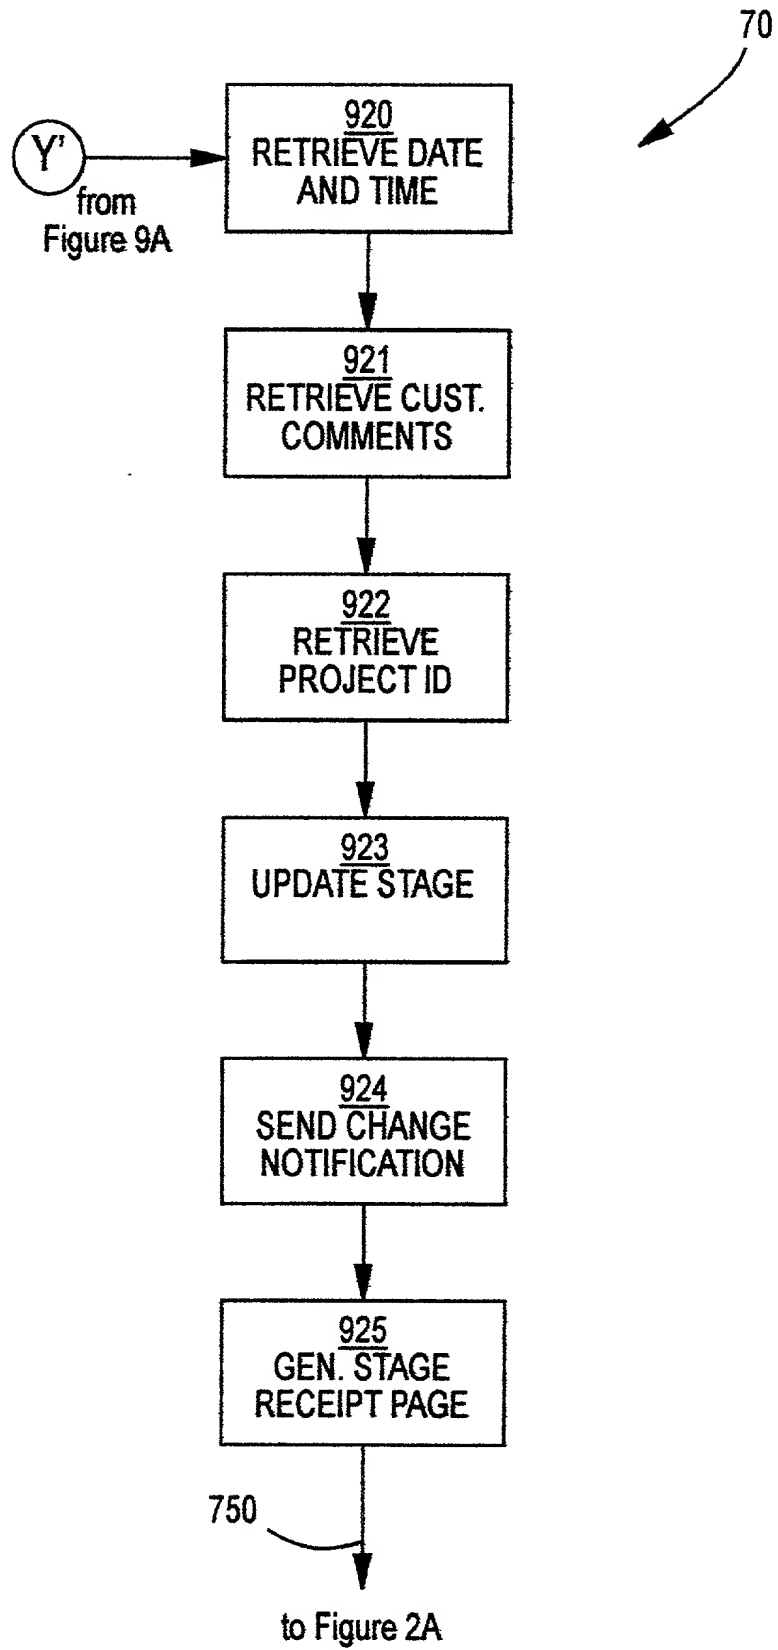 70
920
RETRIEVE DATE
AND TIME
Y'
from
Figure 9A
921
RETRIEVE CUST.
COMMENTS
922
RETRIEVE
PROJECT ID
923
UPDATE STAGE
924
SEND CHANGE
NOTIFICATION
925
GEN. STAGE
RECEIPT PAGE
750
to Figure 2A